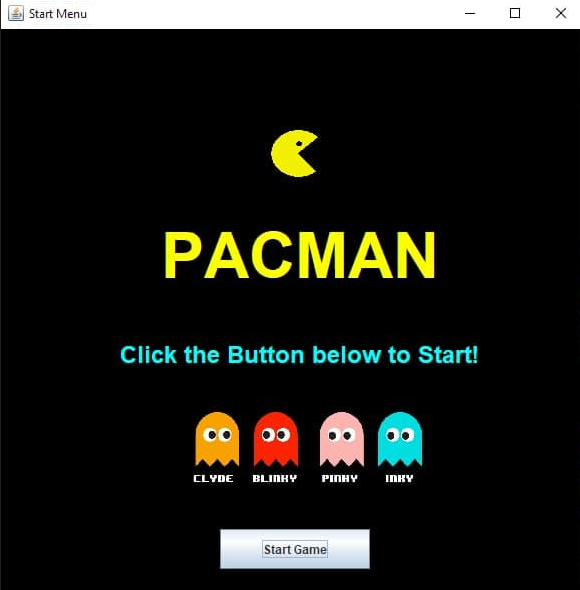 Start Menu
PACMAN
Click the Button below to Start!
CLYDE BLINKY PINKY INKY
Start Game